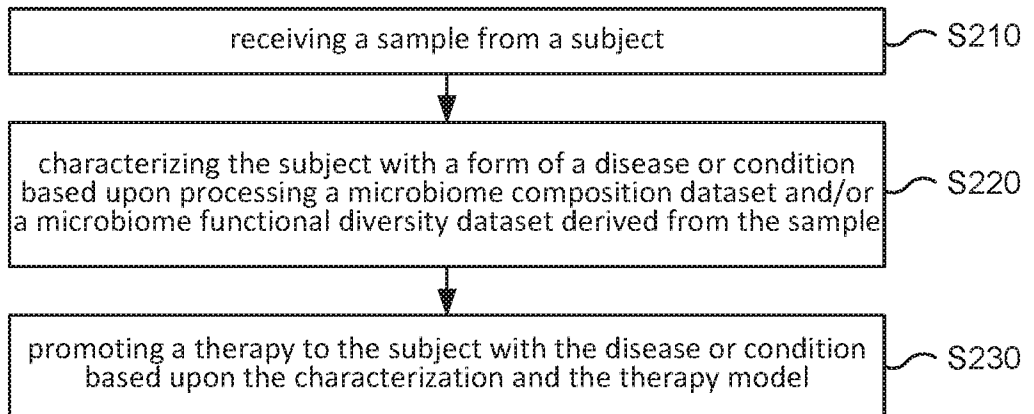 receiving a sample from a subject
S210
characterizing the subject with a form of a disease or condition
based upon processing a microbiome composition dataset and/or
a microbiome functional diversity dataset derived from the sample
S220
promoting a therapy to the subject with the disease or condition
based upon the characterization and the therapy model
S230